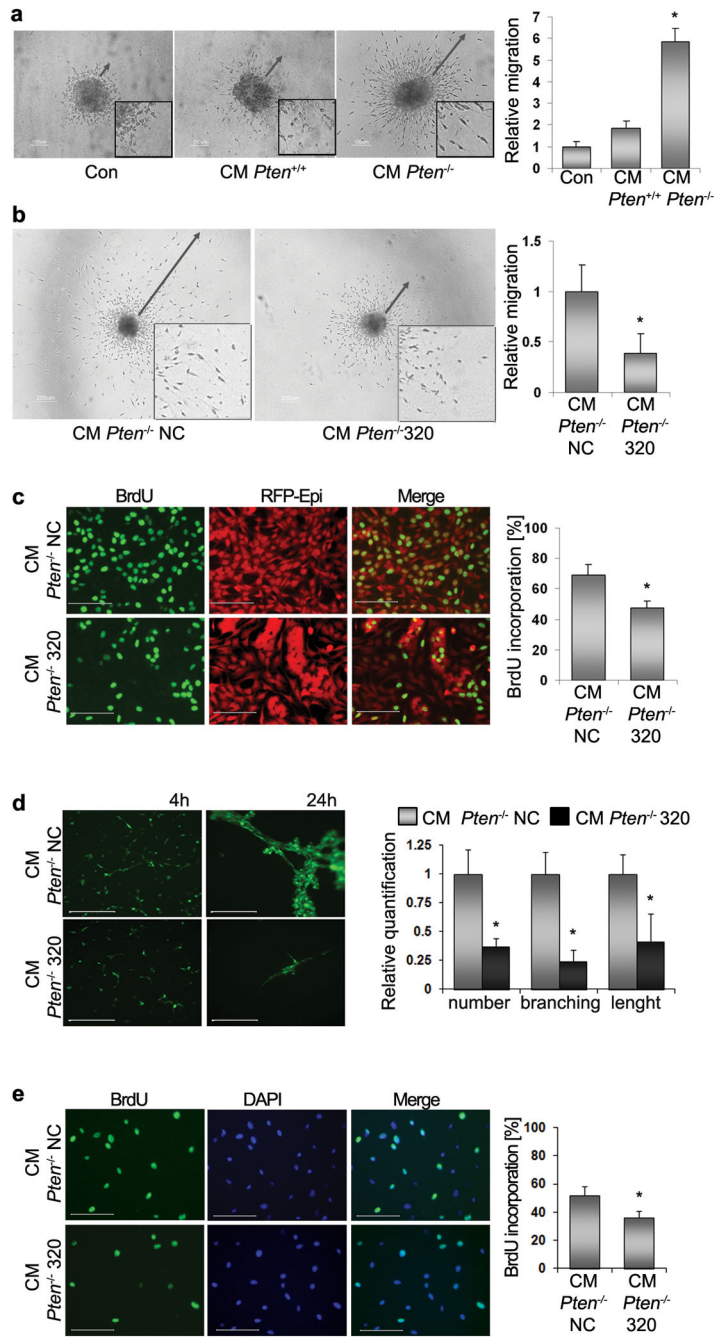 a
Con
CM Pten+/+
CM Pten-/-
100µm
100µm
100µm
Relative migration
7
6
5
4
2
1
0
*
Con CM CM
Pten+/+ Pten-/-
b
200µm
200µm
CM Pten-/- NC
CM Pten-/-320
Relative migration
1.5
1
0.5
0
*
CM CM
Pten-/- Pten-/-
NC 320
c
BrdU RFP-Epi Merge
CM
Pten-/- NC
CM
Pten-/- 320
BrdU incorporation [%]
100
80
60
40
20
0
*
CM CM
Pten-/- Pten-/-
NC 320
d
4h 24h
CM
Pten-/- NC
CM
Pten-/- 320
CM Pten-/- NC CM Pten-/- 320
Relative quantification
1.25
1
0.75
0.5
0.25
0
* * *
number branching lenght
e
BrdU DAPI Merge
CM
Pten-/- NC
CM
Pten-/- 320
BrdU incorporation [%]
100
80
60
40
20
0
*
CM CM
Pten-/- Pten-/-
NC 320